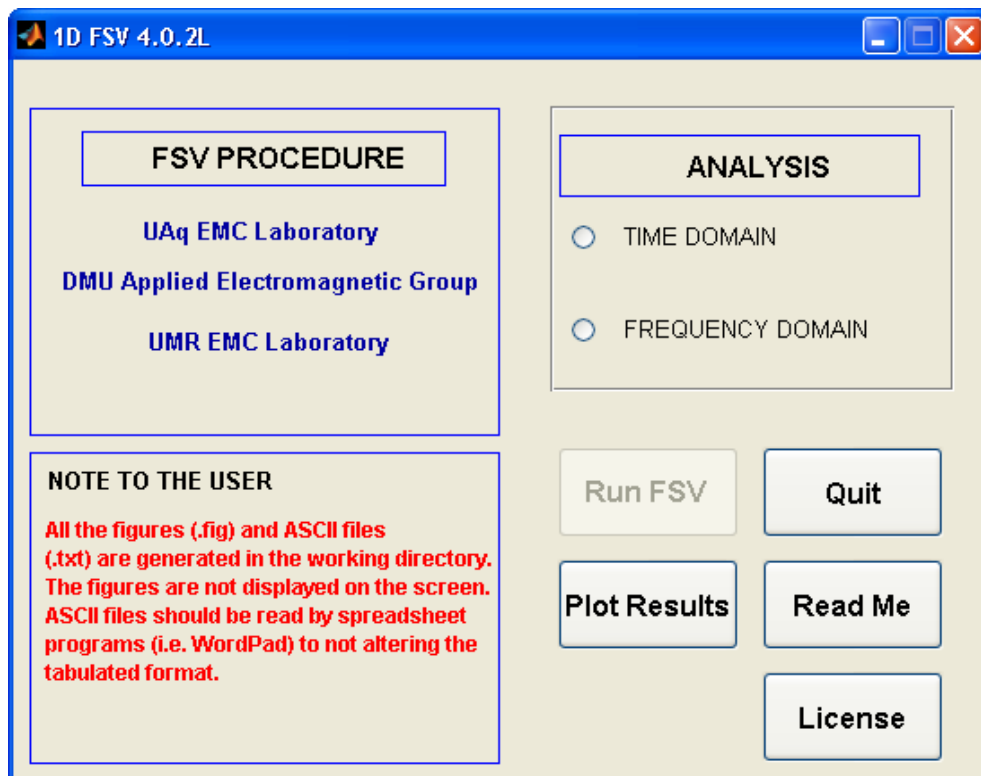 1D FSV 4.0.2L
FSV PROCEDURE
UAq EMC Laboratory
DMU Applied Electromagnetic Group
UMR EMC Laboratory
NOTE TO THE USER
All the figures (.fig) and ASCII files
(.txt) are generated in the working directory.
The figures are not displayed on the screen.
ASCII files should be read by spreadsheet
programs (i.e. WordPad) to not altering the
tabulated format.
ANALYSIS
TIME DOMAIN
FREQUENCY DOMAIN
Run FSV
Quit
Plot Results
Read Me
License